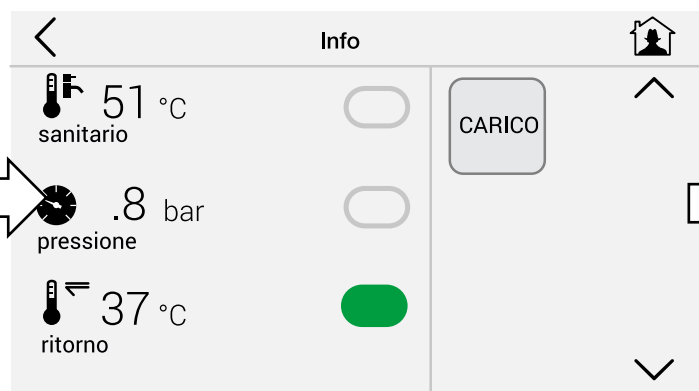 Info
51 °C
sanitario
.8 bar
pressione
37 °C
ritorno
CARICO